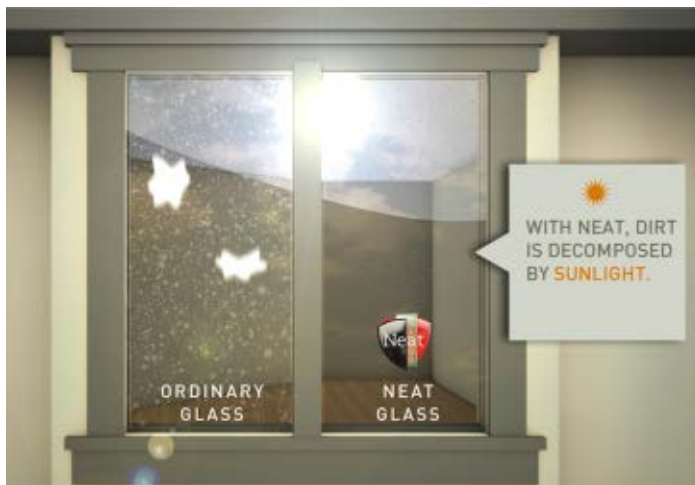 WITH NEAT, DIRT
IS DECOMPOSED
BY SUNLIGHT.
Neat
ORDINARY
GLASS
NEAT
GLASS